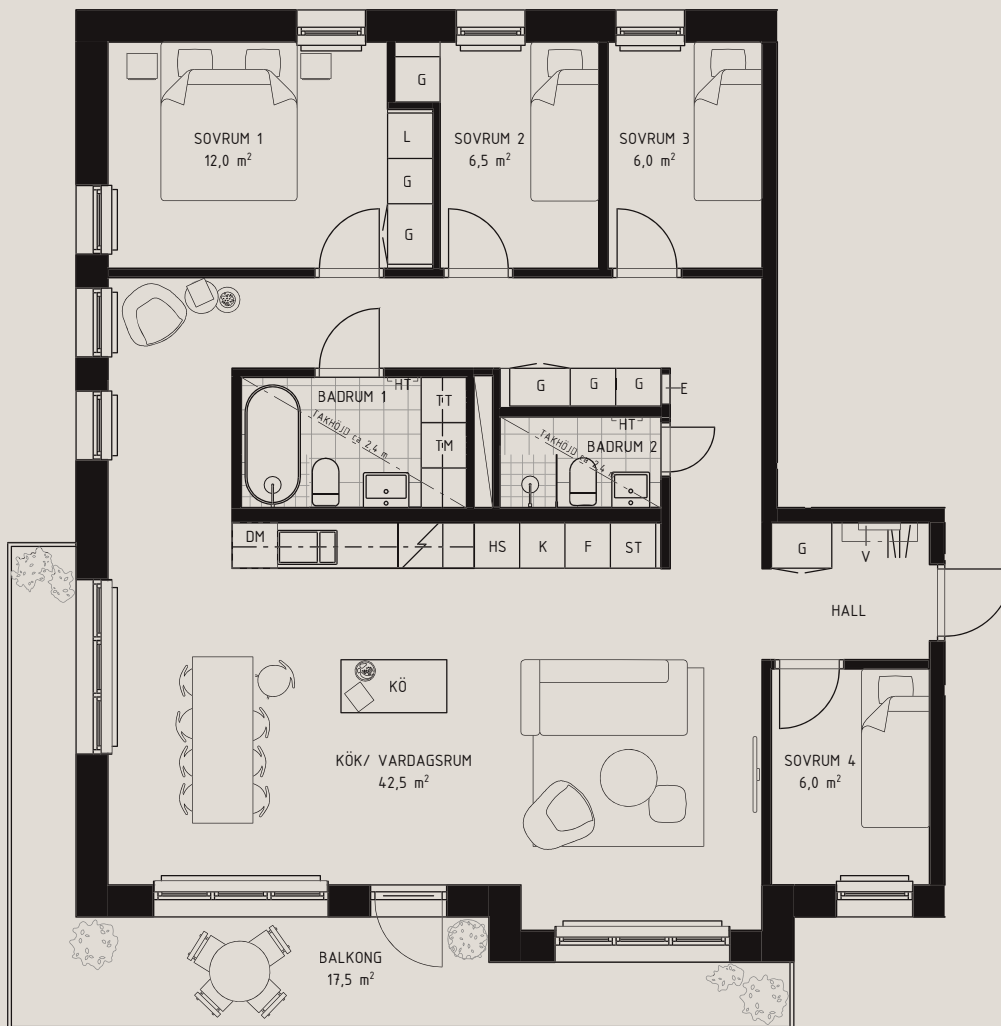 G
SOVRUM 1
12,0 m²
L
G
G
SOVRUM 2
6,5 m²
SOVRUM 3
6,0 m²
HT
BADRUM 1
TAKHÖJD ca 2,4 m
TT
TM
G
G
G
E
HT
BADRUM 2
TAKHÖJD ca 2,4 m
DM
HS
K
F
ST
G
V
HALL
KÖ
KÖK/ VARDAGSRUM
42,5 m²
SOVRUM 4
6,0 m²
BALKONG
17,5 m²